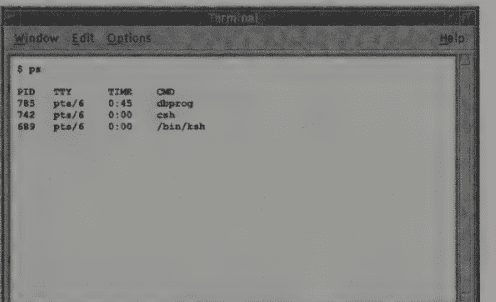 Terminal
Window Edit Options Help
$ ps
PID TTY TIME CMD
785 pts/6 0:45 dbprog
742 pts/6 0:00 csh
689 pts/6 0:00 /bin/ksh